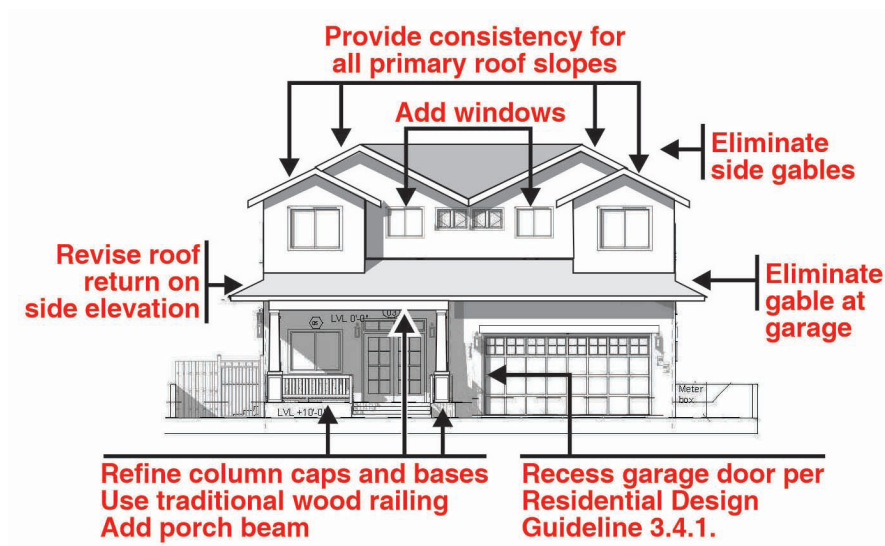 Provide consistency for
all primary roof slopes
Add windows
Eliminate
side gables
Revise roof
return on
side elevation
Eliminate
gable at
garage
LVL 0'-0"
Meter
box
LVL +10'-0"
Refine column caps and bases
Use traditional wood railing
Add porch beam
Recess garage door per
Residential Design
Guideline 3.4.1.